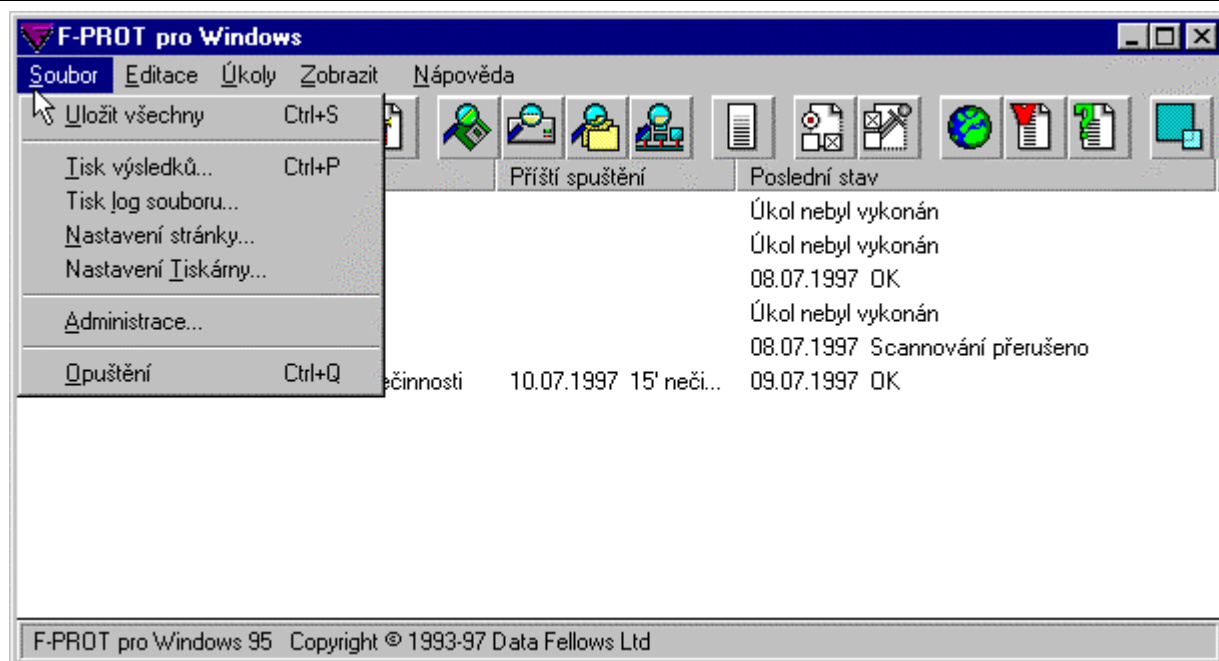 F-PROT pro Windows
Soubor Editace Úkoly Zobrazit Nápověda
Uložit všechny Ctrl+S
Tisk výsledků... Ctrl+P
Tisk log souboru...
Nastavení stránky...
Nastavení Tiskárny...
Administrace...
Opuštění Ctrl+Q
Příští spuštění Poslední stav
Úkol nebyl vykonán
Úkol nebyl vykonán
08.07.1997 OK
Úkol nebyl vykonán
08.07.1997 Scannování přerušeno
ečinnosti 10.07.1997 15' neči... 09.07.1997 OK
F-PROT pro Windows 95 Copyright © 1993-97 Data Fellows Ltd